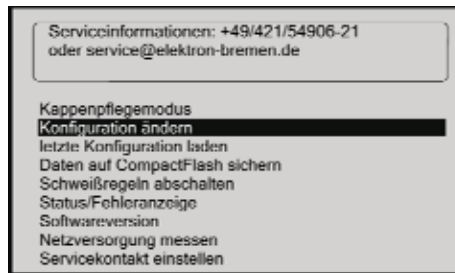 Serviceinformationen: +49/421/54906-21
oder service@elektron-bremen.de
Kappenpflegemodus
Konfiguration ändern
letzte Konfiguration laden
Daten auf CompactFlash sichern
Schweißregeln abschalten
Status/Fehleranzeige
Softwareversion
Netzversorgung messen
Servicekontakt einstellen